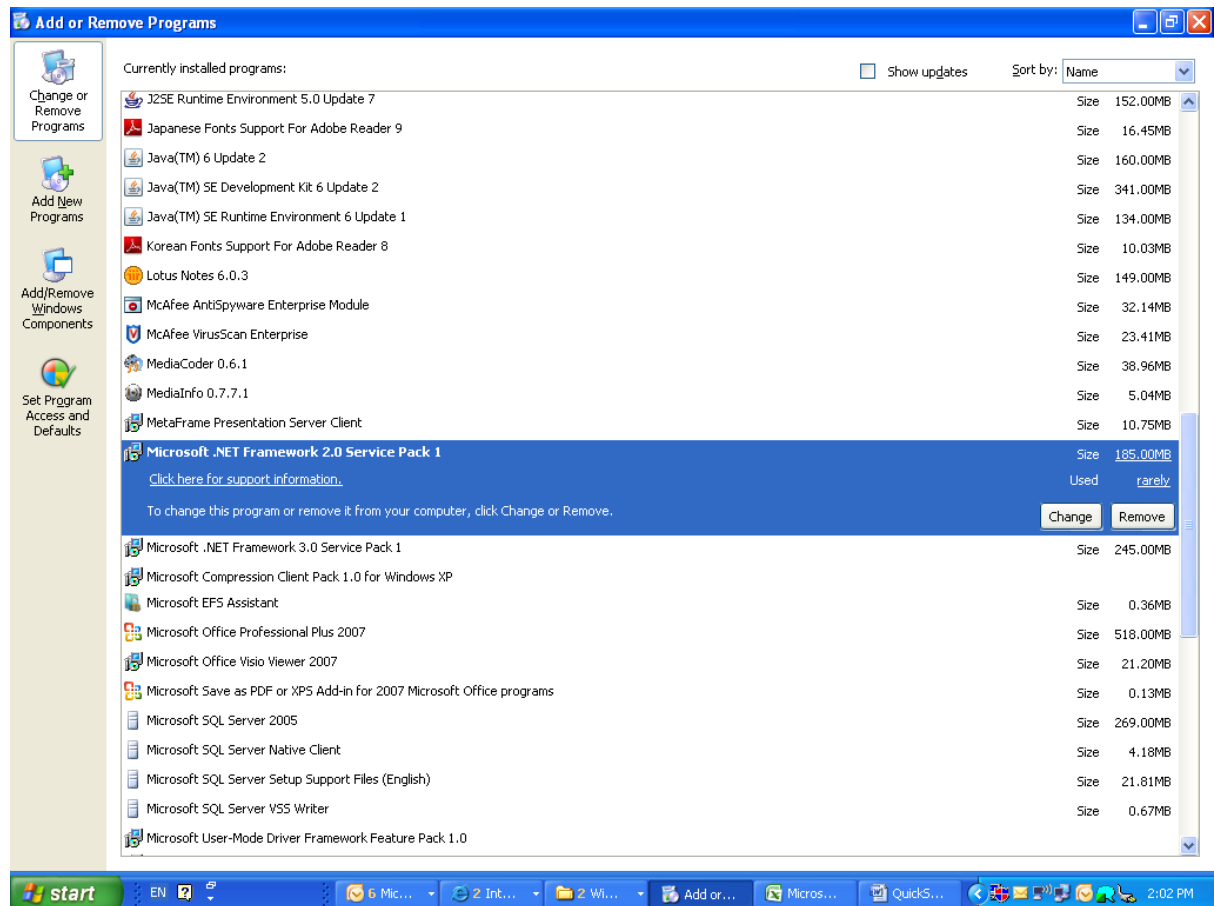 Add or Remove Programs
Change or
Remove
Programs
Add New
Programs
Add/Remove
Windows
Components
Set Program
Access and
Defaults
Currently installed programs: Show updates Sort by: Name
J2SE Runtime Environment 5.0 Update 7 Size 152.00MB
Japanese Fonts Support For Adobe Reader 9 Size 16.45MB
Java(TM) 6 Update 2 Size 160.00MB
Java(TM) SE Development Kit 6 Update 2 Size 341.00MB
Java(TM) SE Runtime Environment 6 Update 1 Size 134.00MB
Korean Fonts Support For Adobe Reader 8 Size 10.03MB
Lotus Notes 6.0.3 Size 149.00MB
McAfee AntiSpyware Enterprise Module Size 32.14MB
McAfee VirusScan Enterprise Size 23.41MB
MediaCoder 0.6.1 Size 38.96MB
MediaInfo 0.7.7.1 Size 5.04MB
MetaFrame Presentation Server Client Size 10.75MB
Microsoft .NET Framework 2.0 Service Pack 1 Size 185.00MB
Click here for support information. Used rarely
To change this program or remove it from your computer, click Change or Remove. Change Remove
Microsoft .NET Framework 3.0 Service Pack 1 Size 245.00MB
Microsoft Compression Client Pack 1.0 for Windows XP
Microsoft EFS Assistant Size 0.36MB
Microsoft Office Professional Plus 2007 Size 518.00MB
Microsoft Office Visio Viewer 2007 Size 21.20MB
Microsoft Save as PDF or XPS Add-in for 2007 Microsoft Office programs Size 0.13MB
Microsoft SQL Server 2005 Size 269.00MB
Microsoft SQL Server Native Client Size 4.18MB
Microsoft SQL Server Setup Support Files (English) Size 21.81MB
Microsoft SQL Server VSS Writer Size 0.67MB
Microsoft User-Mode Driver Framework Feature Pack 1.0
start EN 6 Mic... 2 Int... 2 Wi... Add or... Micros... QuickS... 2:02 PM